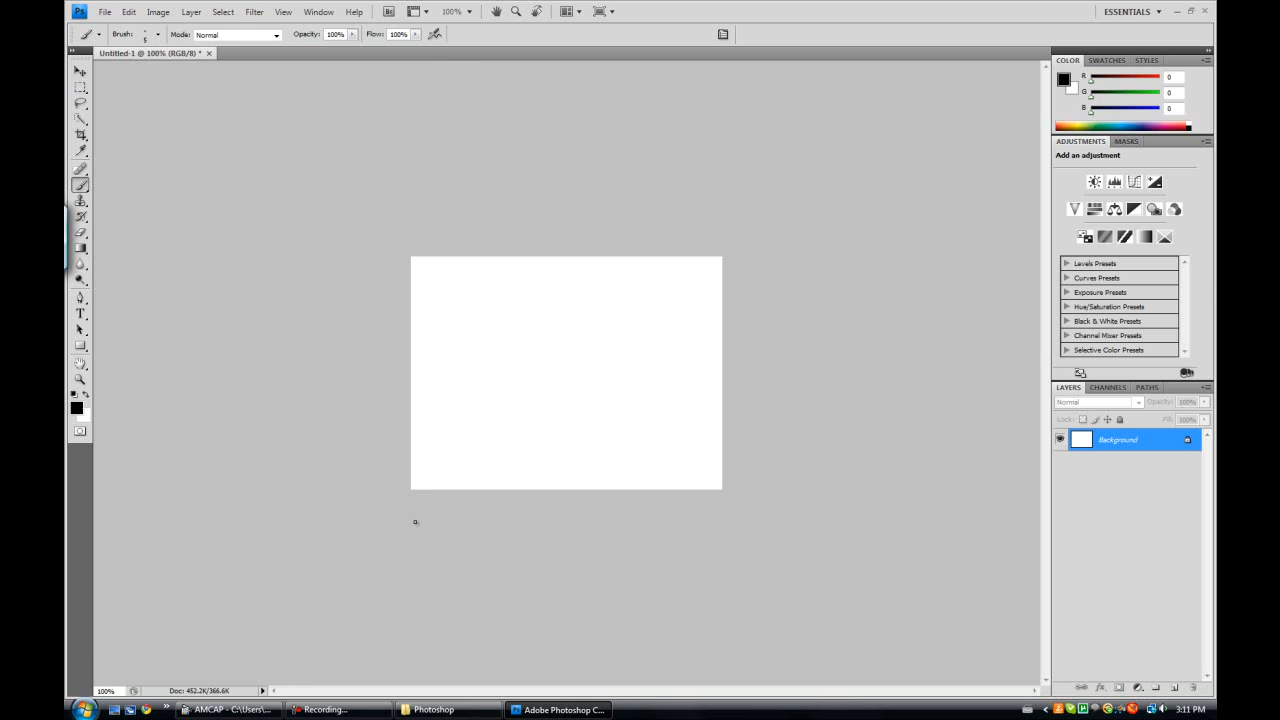 Ps File Edit Image Layer Select Filter View Window Help Br 100% ESSENTIALS
Brush: 5 Mode: Normal Opacity: 100% Flow: 100%
Untitled-1 @ 100% (RGB/8) *
COLOR SWATCHES STYLES
R 0
G 0
B 0
ADJUSTMENTS MASKS
Add an adjustment
Levels Presets
Curves Presets
Exposure Presets
Hue/Saturation Presets
Black & White Presets
Channel Mixer Presets
Selective Color Presets
LAYERS CHANNELS PATHS
Normal Opacity: 100%
Lock: Fill: 100%
Background
T
100% Doc: 452.2K/366.6K
AMCAP - C:\Users\... Recording... Photoshop Ps Adobe Photoshop C... 3:11 PM